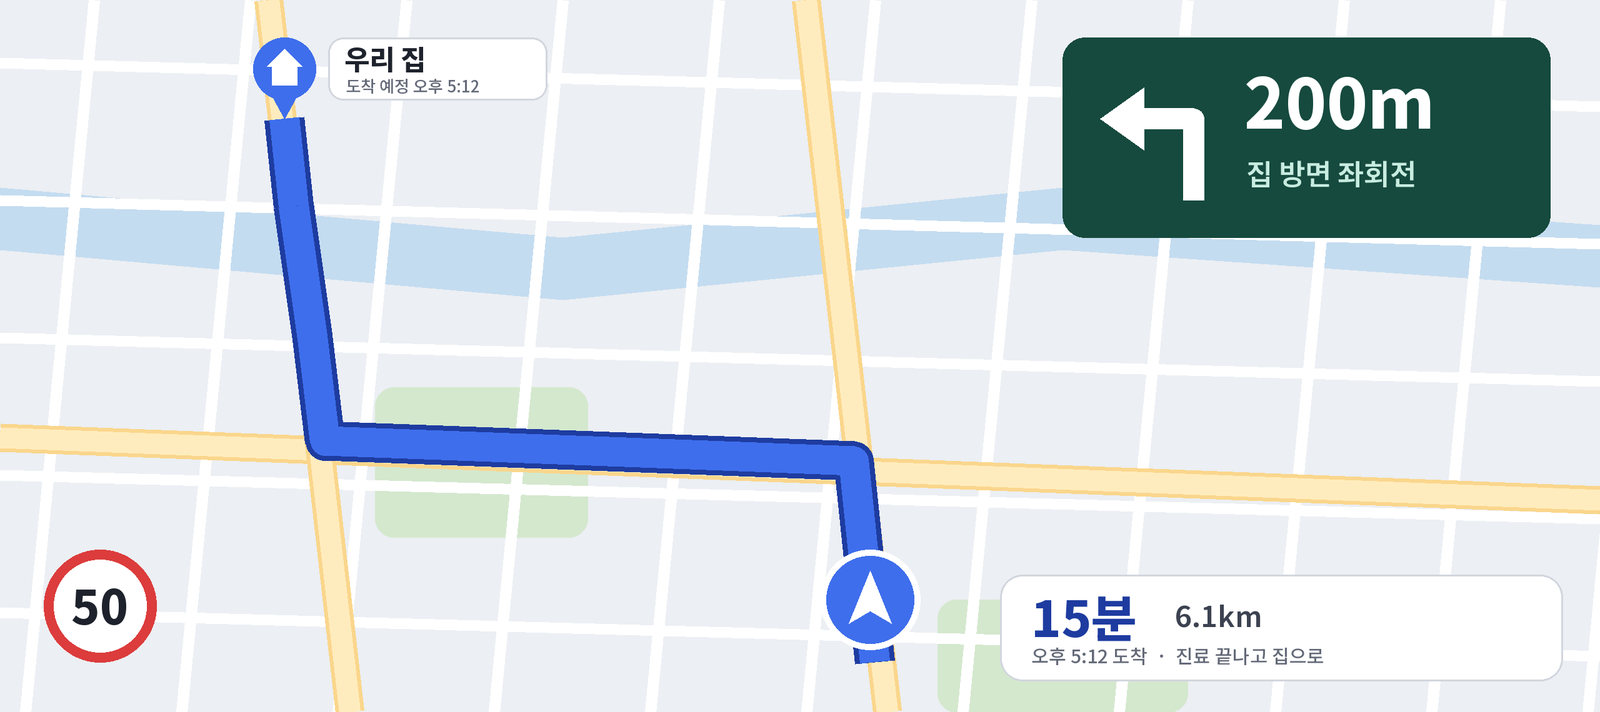 우리 집
도착 예정 오후 5:12
200m
집 방면 좌회전
50
15분 6.1km
오후 5:12 도착 · 진료 끝나고 집으로